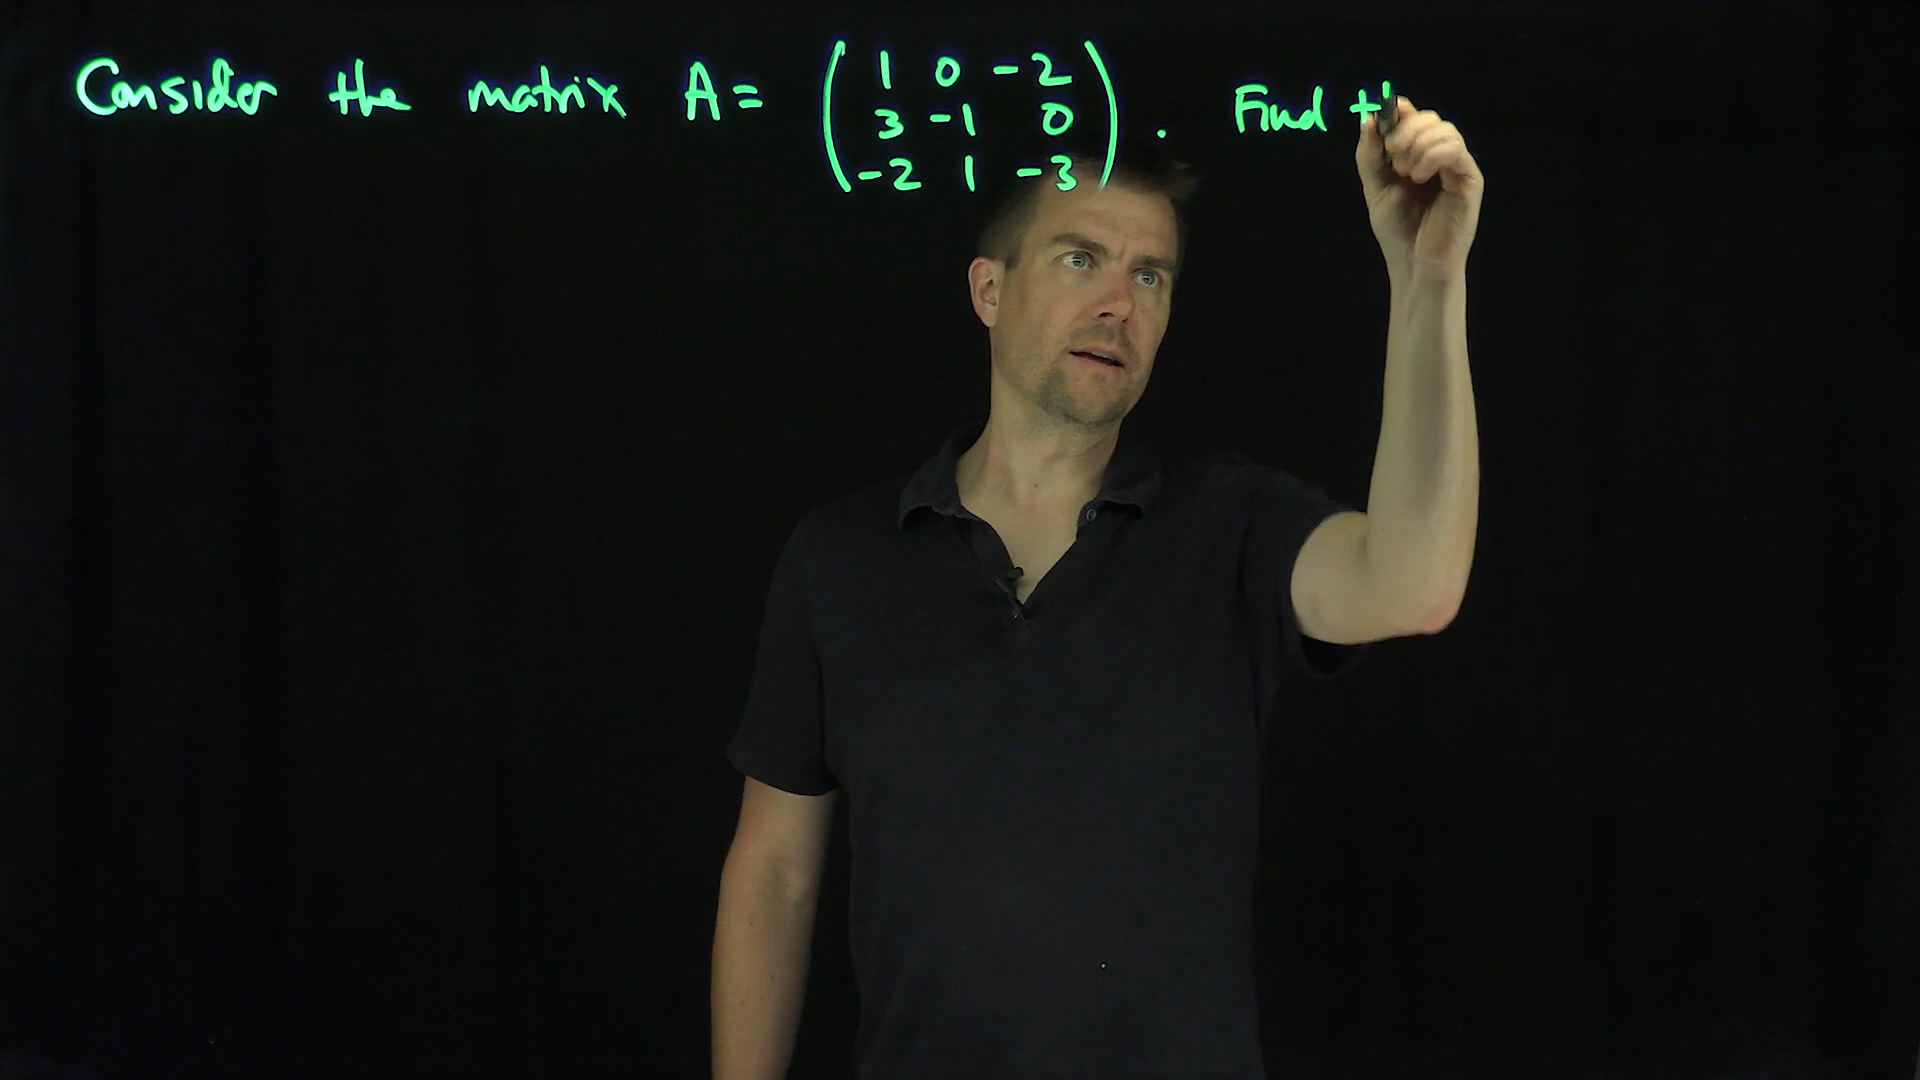 Consider the matrix A = ( 1 0 -2
3 -1 0
-2 1 -3 ) . Find